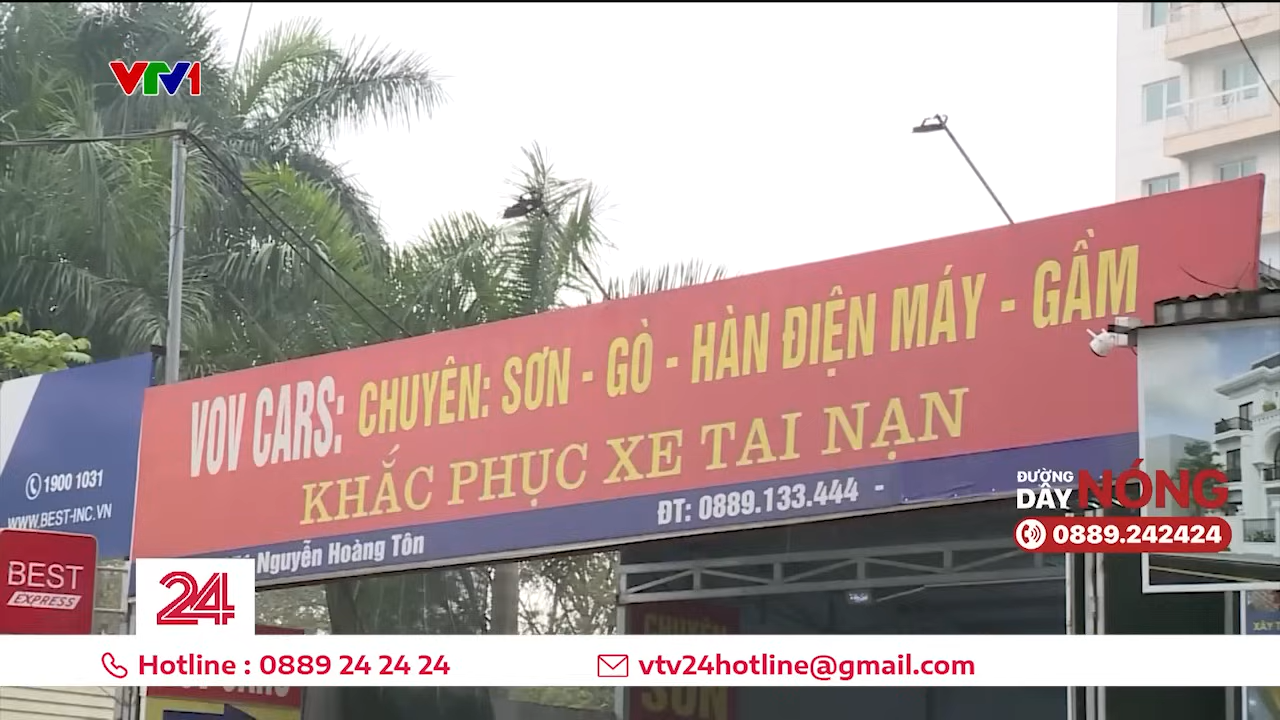 VTV1
VOV CARS: CHUYÊN: SƠN - GÒ - HÀN ĐIỆN MÁY - GẦM
KHẮC PHỤC XE TAI NẠN
ĐT: 0889.133.444 -
Nguyễn Hoàng Tôn
1900 1031
WWW.BEST-INC.VN
BEST
EXPRESS
ĐƯỜNG
DÂY NÓNG
0889.242424
24
CHUYÊN
SƠN
XÂY
Hotline : 0889 24 24 24
vtv24hotline@gmail.com